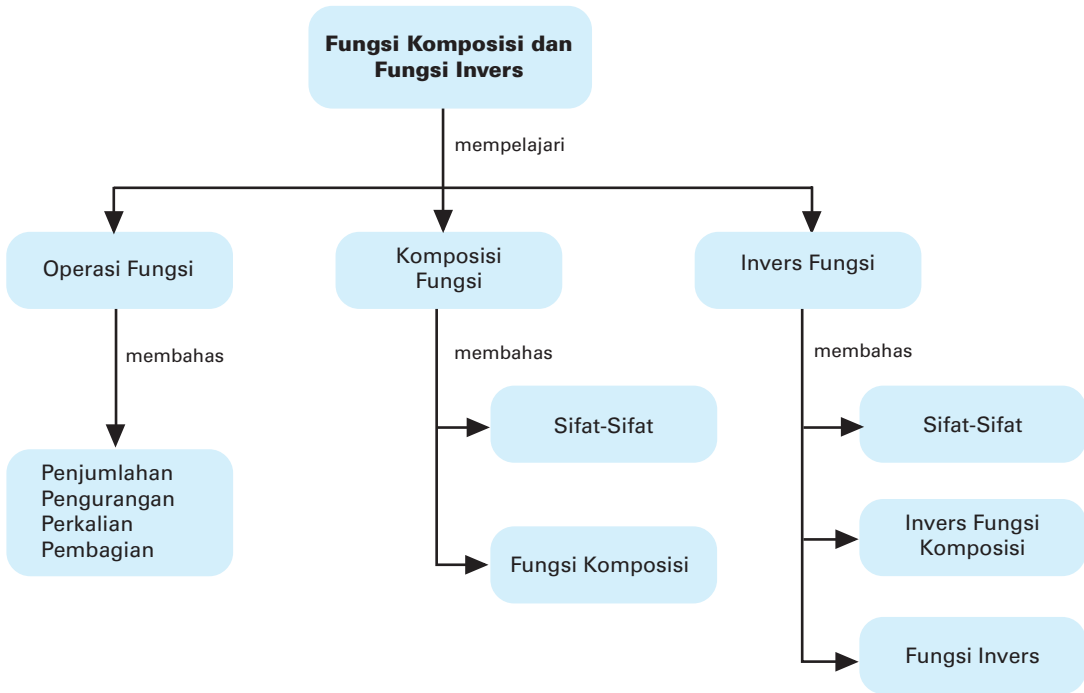 Fungsi Komposisi dan
Fungsi Invers
mempelajari
Operasi Fungsi
Komposisi
Fungsi
Invers Fungsi
membahas
membahas
membahas
Penjumlahan
Pengurangan
Perkalian
Pembagian
Sifat-Sifat
Fungsi Komposisi
Sifat-Sifat
Invers Fungsi
Komposisi
Fungsi Invers